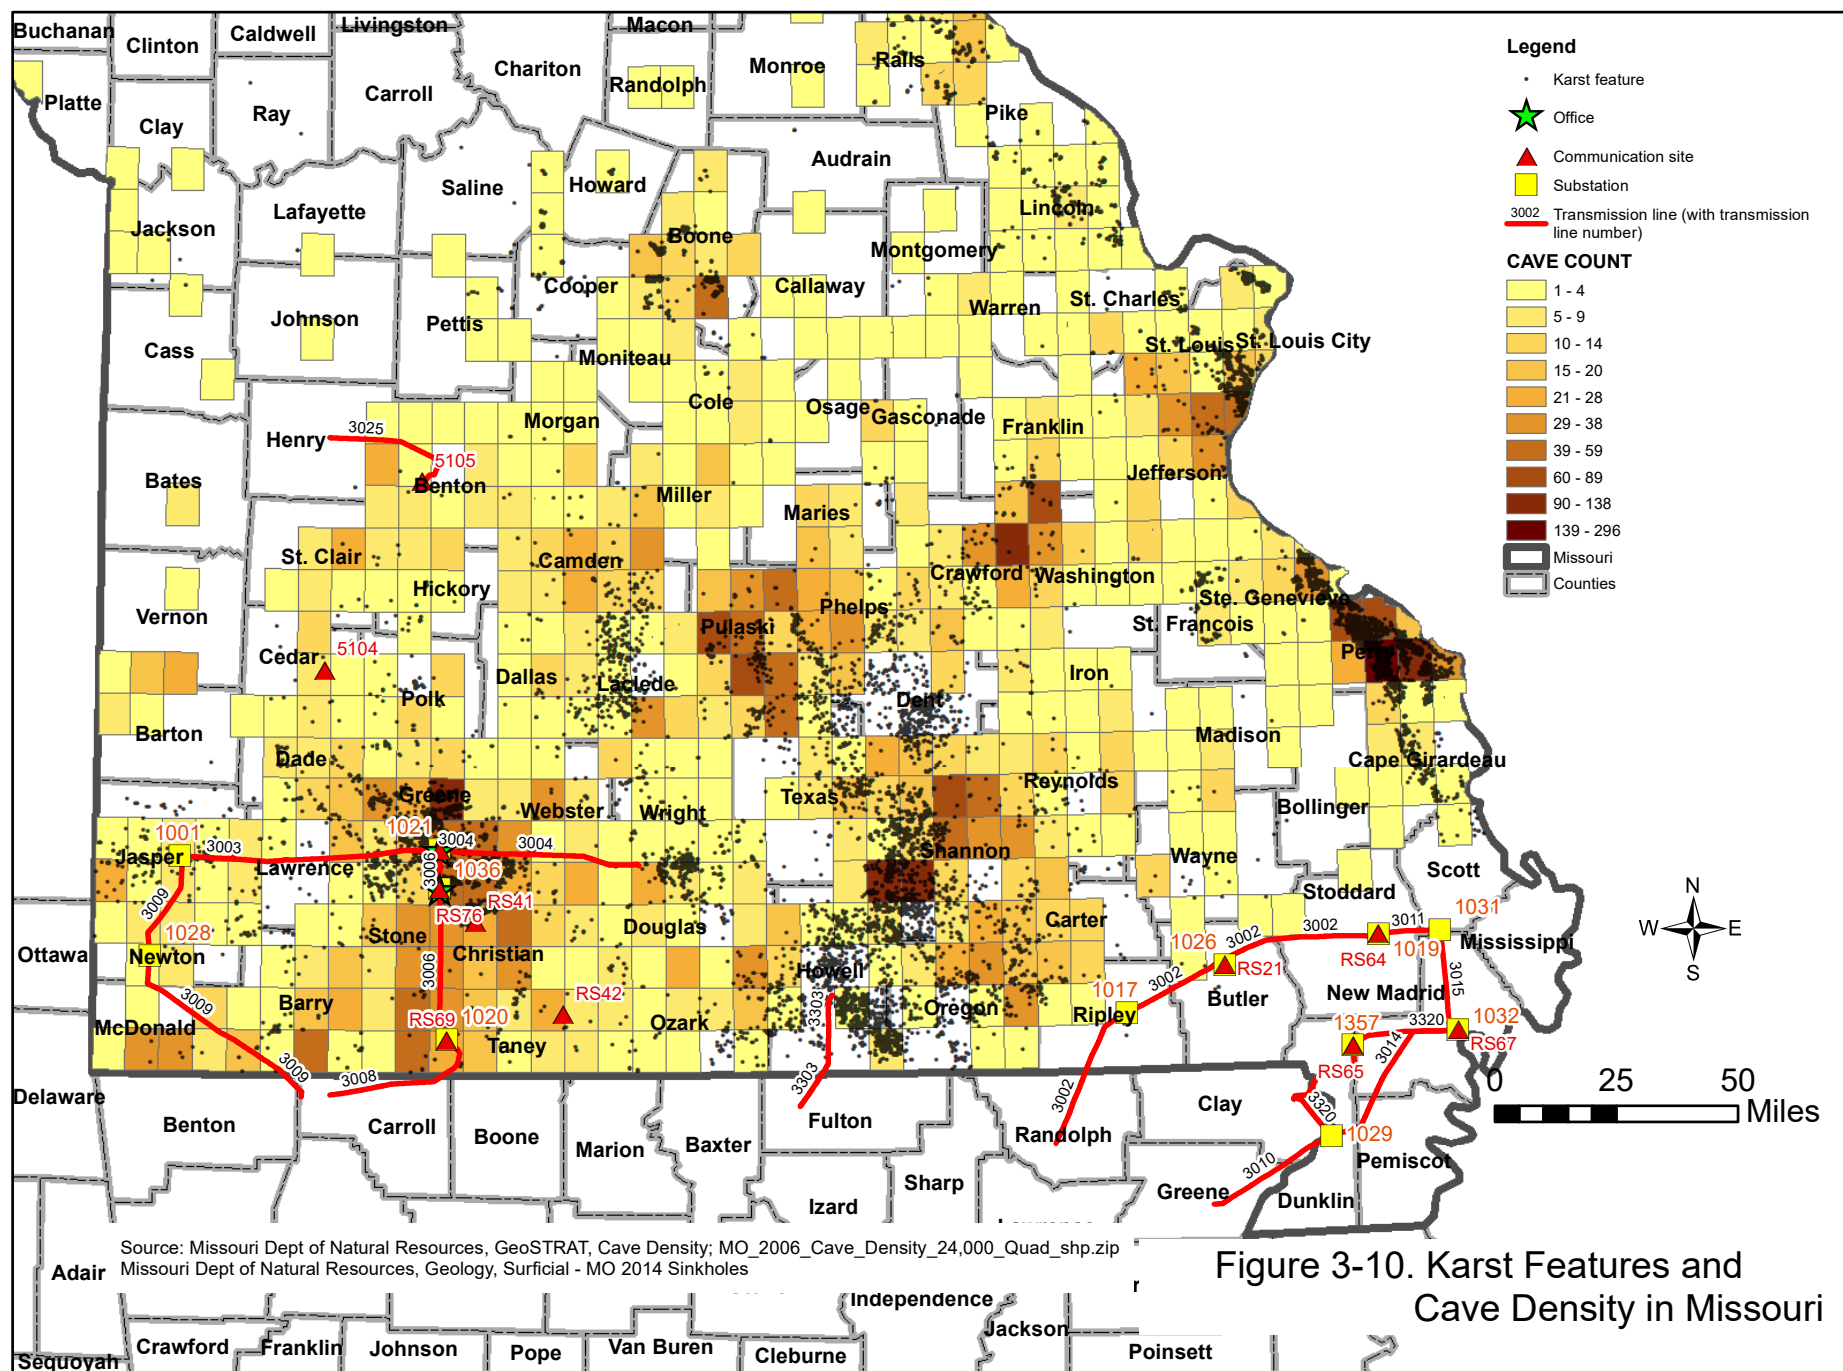 Buchanan
Clinton
Caldwell
Livingston
Macon
Chariton
Monroe
Ralls
Randolph
Platte
Ray
Carroll
Clay
Pike
Audrain
Saline
Howard
Lafayette
Jackson
Lincoln
Boone
Montgomery
Cooper
Callaway
Warren
St. Charles
Johnson
Pettis
Cass
Moniteau
St. Louis
St. Louis City
Cole
Osage
Gasconade
Morgan
Franklin
Henry
3025
5105
Benton
Bates
Miller
Jefferson
Maries
St. Clair
Camden
Crawford
Washington
Hickory
Vernon
Phelps
Ste. Genevieve
Pulaski
St. Francois
Cedar
5104
Perry
Dallas
Laclede
Iron
Polk
Dent
Barton
Madison
Dade
Cape Girardeau
Reynolds
Greene
Texas
Webster
Wright
Bollinger
1001
1021
3003
3004
3004
Jasper
Lawrence
3006
1036
Shannon
Wayne
Scott
Stoddard
RS41
RS76
3009
Douglas
Carter
1028
Stone
Christian
Newton
Ottawa
1031
3011
3002
3002
1026
1019
RS64
Mississippi
RS21
Howell
3006
3002
3015
RS42
Barry
3009
3303
Oregon
1017
Butler
New Madrid
Ripley
McDonald
RS69
1020
Ozark
Taney
1357
3320
1032
RS67
3014
RS65
3009
3008
3303
3002
3320
Delaware
Benton
Carroll
Boone
Marion
Baxter
Fulton
Randolph
Clay
1029
Pemiscot
3010
Greene
Dunklin
Sharp
Izard
Legend
Karst feature
Office
Communication site
Substation
3002
Transmission line (with transmission
line number)
CAVE COUNT
1 - 4
5 - 9
10 - 14
15 - 20
21 - 28
29 - 38
39 - 59
60 - 89
90 - 138
139 - 296
Missouri
Counties
N
W
E
S
0 25 50
Miles
Source: Missouri Dept of Natural Resources, GeoSTRAT, Cave Density; MO_2006_Cave_Density_24,000_Quad_shp.zip
Missouri Dept of Natural Resources, Geology, Surficial - MO 2014 Sinkholes
Figure 3-10. Karst Features and
Cave Density in Missouri
Adair
Independence
Jackson
Crawford
Franklin
Johnson
Pope
Van Buren
Cleburne
Poinsett
Sequoyah